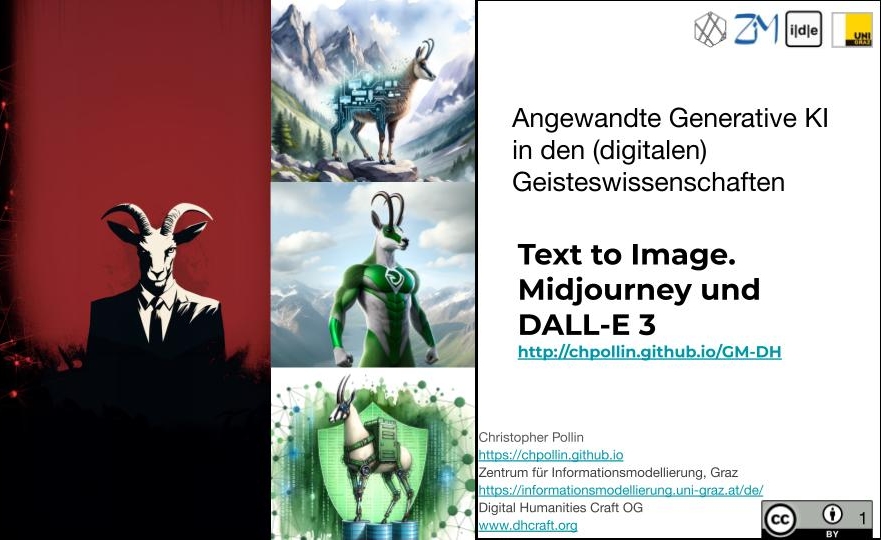 ZIM
i|d|e
UNI
GRAZ
Angewandte Generative KI
in den (digitalen)
Geisteswissenschaften
Text to Image.
Midjourney und
DALL-E 3
http://chpollin.github.io/GM-DH
Christopher Pollin
https://chpollin.github.io
Zentrum für Informationsmodellierung, Graz
https://informationsmodellierung.uni-graz.at/de/
Digital Humanities Craft OG
www.dhcraft.org
cc
BY
1